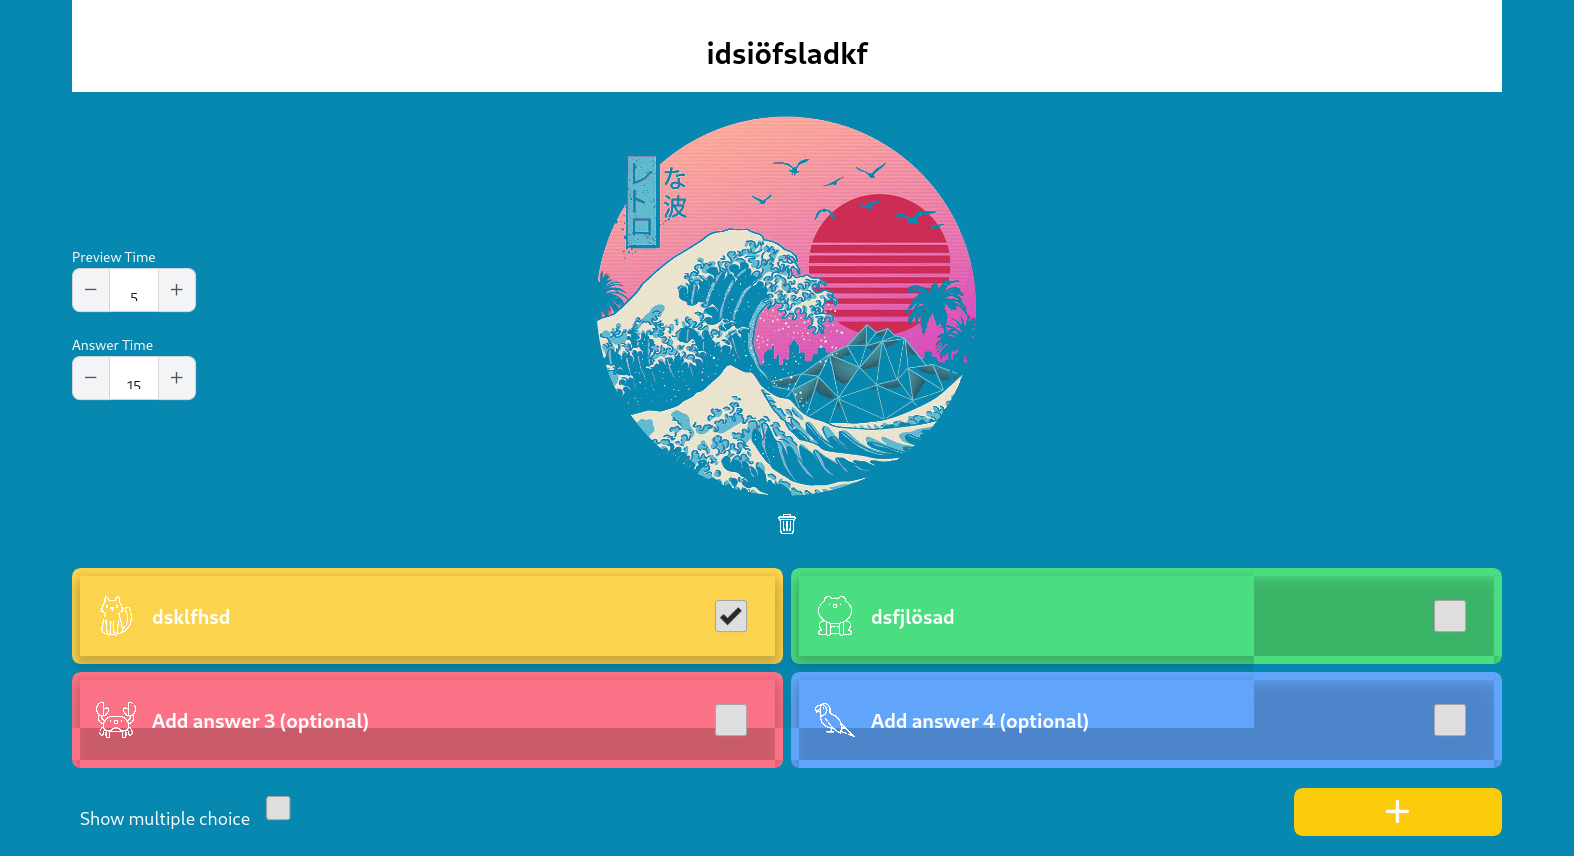 idsiöfsladkf
レトロ
な波
Preview Time
5
Answer Time
15
dsklfhsd
dsfjlösad
Add answer 3 (optional)
Add answer 4 (optional)
Show multiple choice